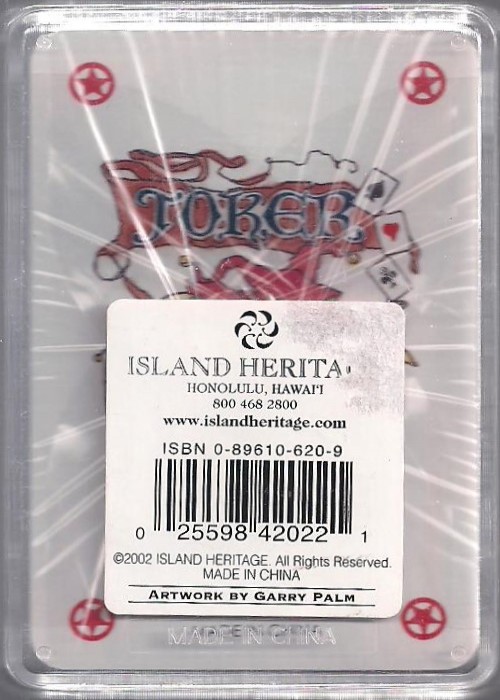 JOKER
ISLAND HERITA
HONOLULU, HAWAI'I
800 468 2800
www.islandheritage.com
ISBN 0-89610-620-9
0 25598 42022 1
©2002 ISLAND HERITAGE. All Rights Reserved.
MADE IN CHINA
ARTWORK BY GARRY PALM
MADE IN CHINA